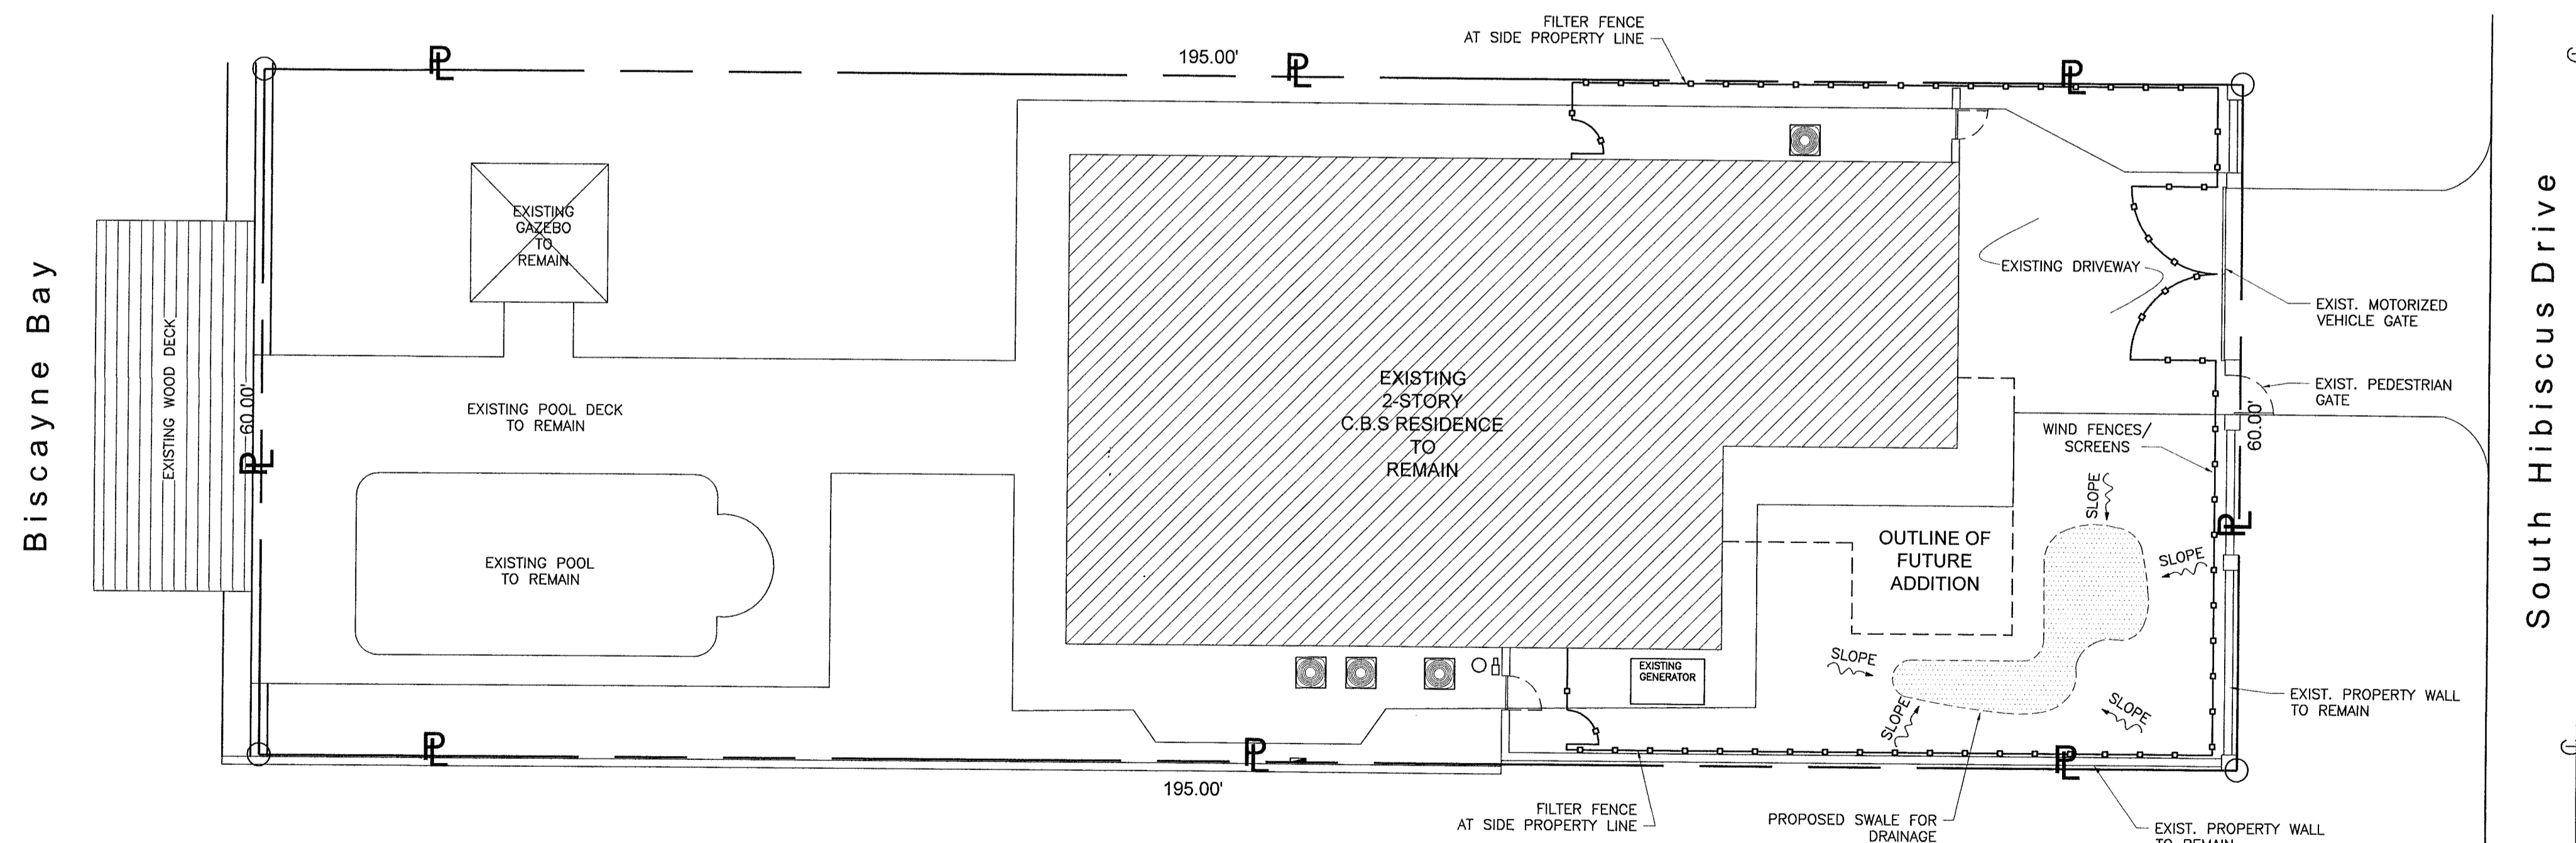 FILTER FENCE
AT SIDE PROPERTY LINE
195.00'
PL
PL
PL
Biscayne Bay
EXISTING WOOD DECK
60.00'
PL
EXISTING
GAZEBO
TO
REMAIN
EXISTING POOL DECK
TO REMAIN
EXISTING POOL
TO REMAIN
EXISTING
2-STORY
C.B.S RESIDENCE
TO
REMAIN
EXISTING DRIVEWAY
EXIST. MOTORIZED
VEHICLE GATE
EXIST. PEDESTRIAN
GATE
60.00'
WIND FENCES/
SCREENS
South Hibiscus Drive
SLOPE
SLOPE
PL
OUTLINE OF
FUTURE
ADDITION
SLOPE
SLOPE
SLOPE
EXISTING
GENERATOR
EXIST. PROPERTY WALL
TO REMAIN
PL
PL
PL
195.00'
FILTER FENCE
AT SIDE PROPERTY LINE
PROPOSED SWALE FOR
DRAINAGE
EXIST. PROPERTY WALL
TO REMAIN